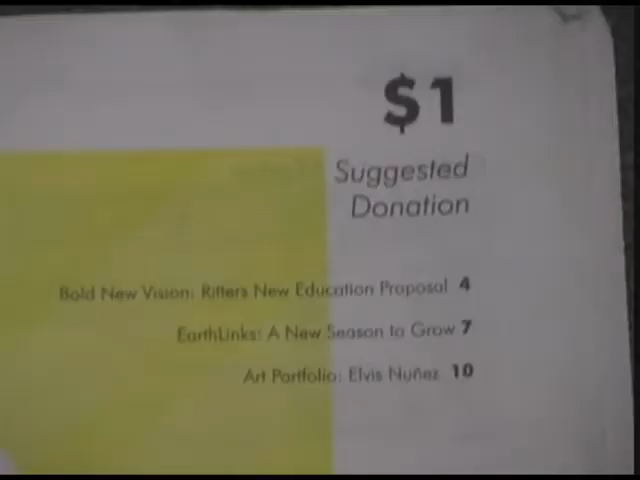 $1
Suggested
Donation
Bold New Vision: Ritters New Education Proposal 4
EarthLinks: A New Season to Grow 7
Art Portfolio: Elvis Nuñez 10